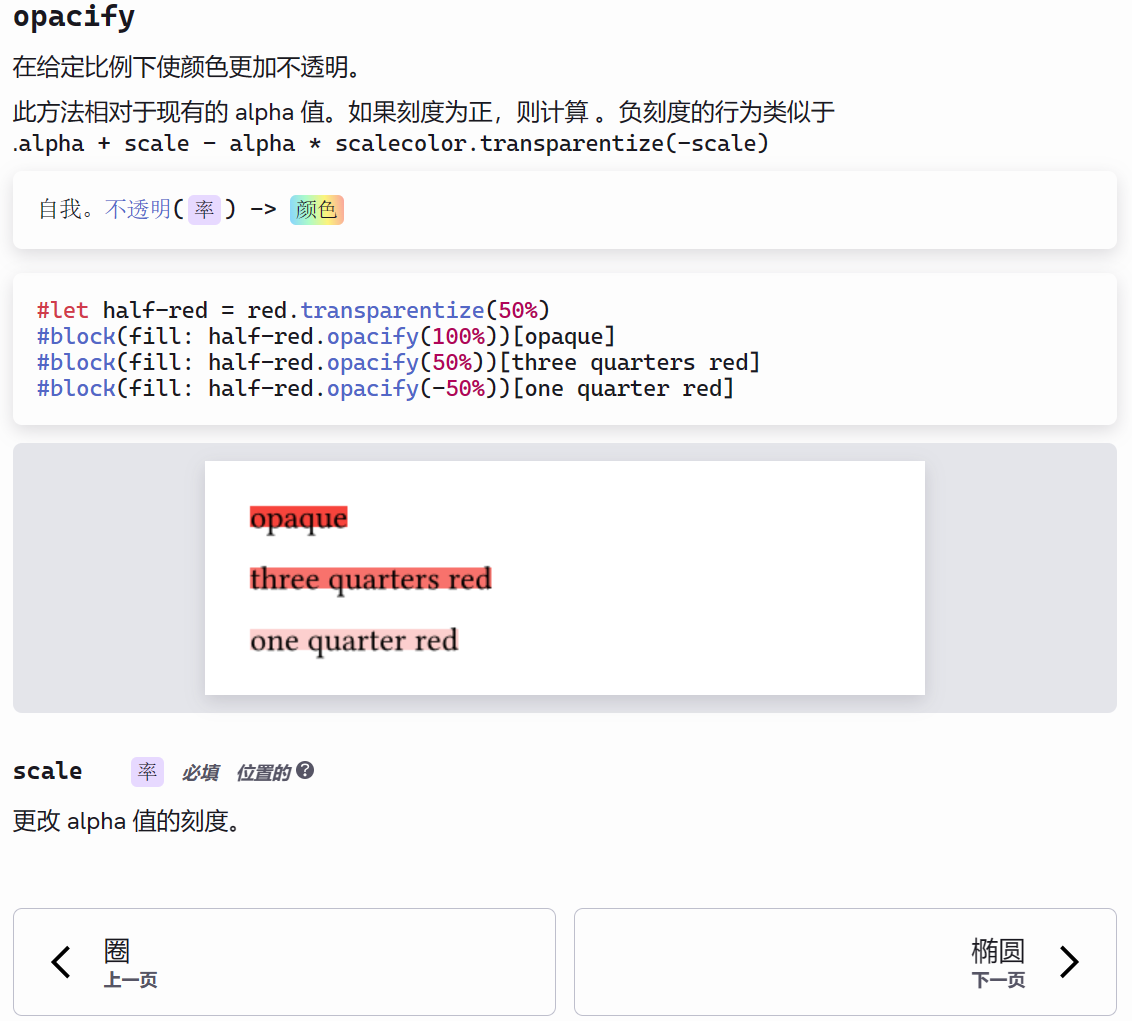 opacify
在给定比例下使颜色更加不透明。
此方法相对于现有的 alpha 值。如果刻度为正，则计算 。负刻度的行为类似于
.alpha + scale - alpha * scalecolor.transparentize(-scale)
自我。不透明(率) -> 颜色
#let half-red = red.transparentize(50%)
#block(fill: half-red.opacify(100%))[opaque]
#block(fill: half-red.opacify(50%))[three quarters red]
#block(fill: half-red.opacify(-50%))[one quarter red]
opaque
three quarters red
one quarter red
scale 率 必填 位置的 ?
更改 alpha 值的刻度。
圈
上一页
椭圆
下一页